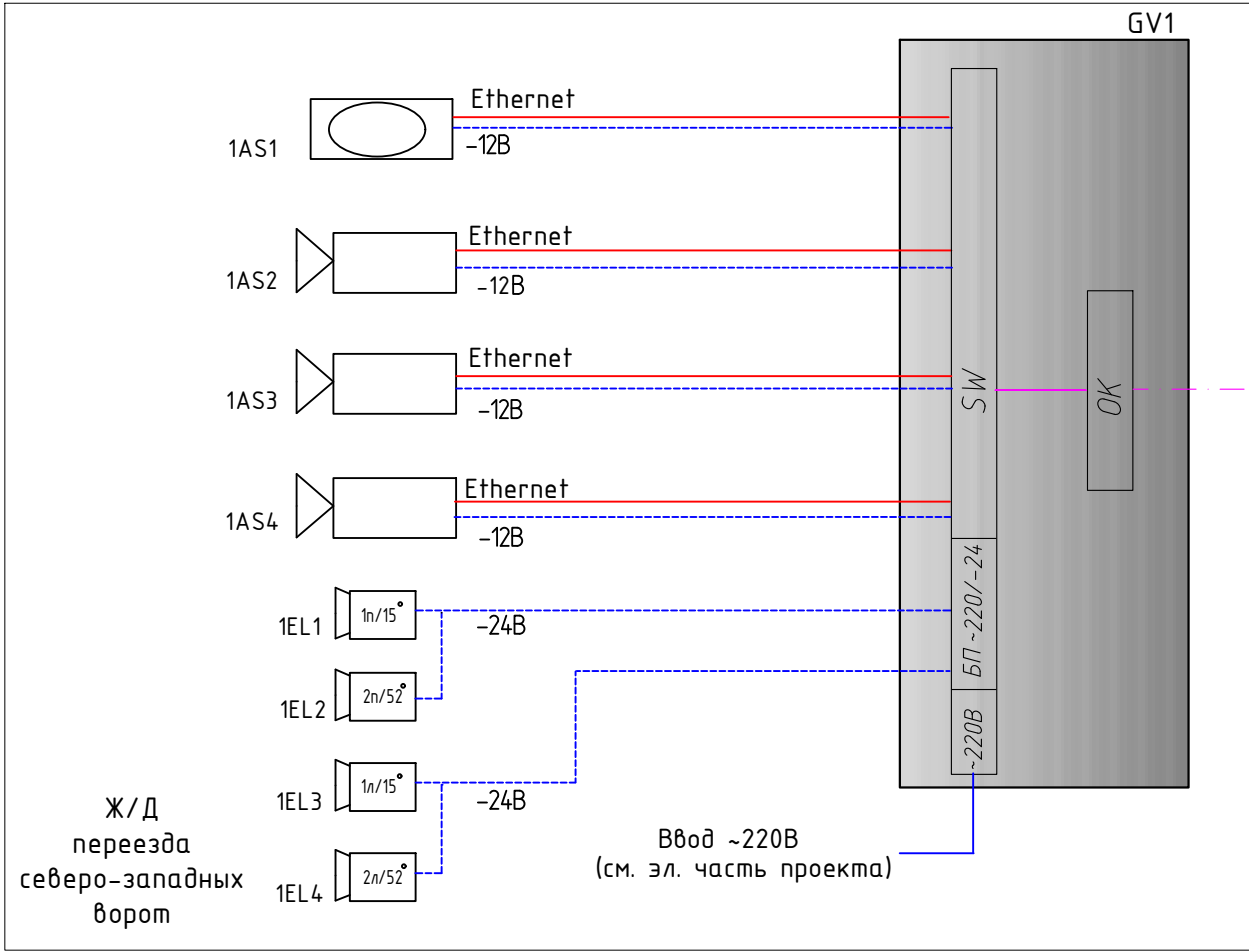 GV1
Ethernet
1AS1
-12В
Ethernet
1AS2
-12В
Ethernet
1AS3
-12В
SW
OK
Ethernet
1AS4
-12В
1п/15°
1EL1
-24В
БП ~220/-24
2п/52°
1EL2
~220В
1л/15°
1EL3
-24В
2л/52°
1EL4
Ж/Д
переезда
северо-западных
ворот
Ввод ~220В
(см. эл. часть проекта)